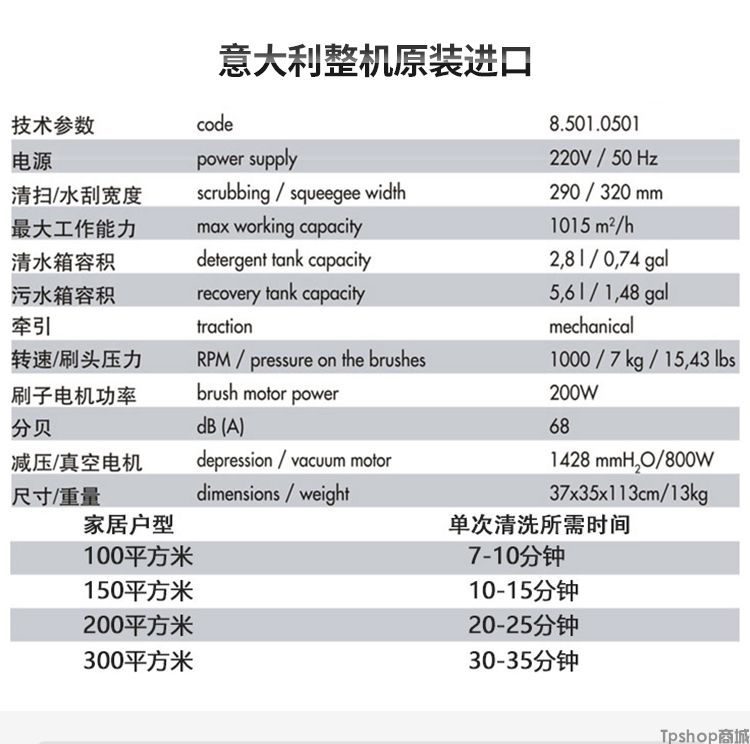 意大利整机原装进口
技术参数 code 8.501.0501
电源 power supply 220V / 50 Hz
清扫/水刮宽度 scrubbing / squeegee width 290 / 320 mm
最大工作能力 max working capacity 1015 m²/h
清水箱容积 detergent tank capacity 2,8 l / 0,74 gal
污水箱容积 recovery tank capacity 5,6 l / 1,48 gal
牵引 traction mechanical
转速/刷头压力 RPM / pressure on the brushes 1000 / 7 kg / 15,43 lbs
刷子电机功率 brush motor power 200W
分贝 dB (A) 68
减压/真空电机 depression / vacuum motor 1428 mmH₂O/800W
尺寸/重量 dimensions / weight 37x35x113cm/13kg
家居户型 单次清洗所需时间
100平方米 7-10分钟
150平方米 10-15分钟
200平方米 20-25分钟
300平方米 30-35分钟
Tpshop商城